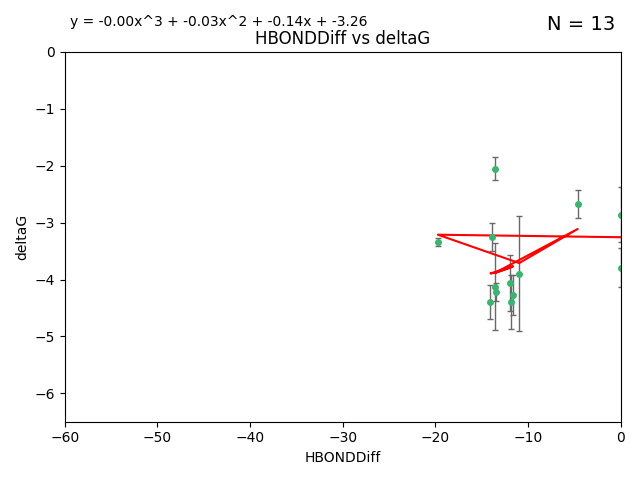 y = -0.00x^3 + -0.03x^2 + -0.14x + -3.26
N = 13
HBONDDiff vs deltaG
0
−1
−2
−3
−4
−5
−6
deltaG
−60
−50
−40
−30
−20
−10
0
HBONDDiff